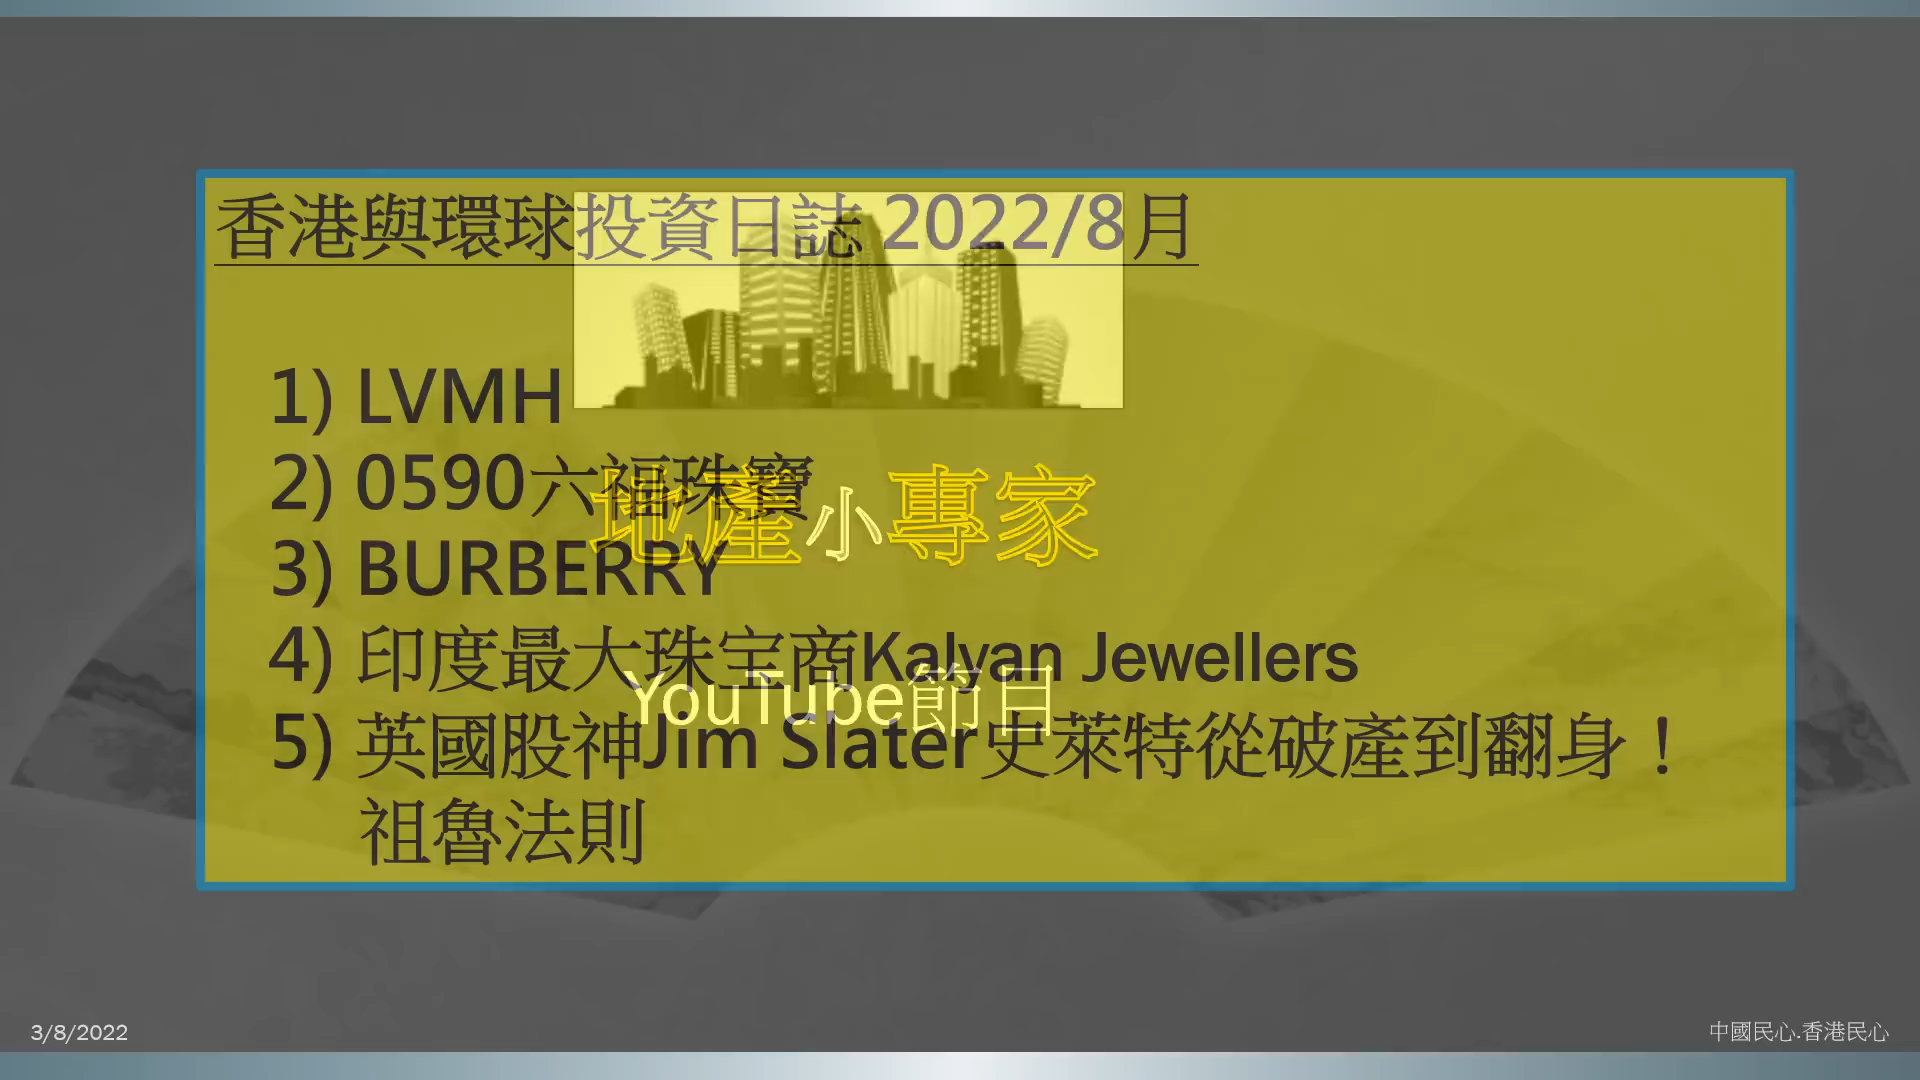 香港與環球投資日誌 2022/8月
1) LVMH
2) 0590六福珠寶
地產小專家
3) BURBERRY
4) 印度最大珠宝商Kalyan Jewellers
YouTube節目
5) 英國股神Jim Slater史萊特從破產到翻身！
祖魯法則
3/8/2022
中國民心.香港民心